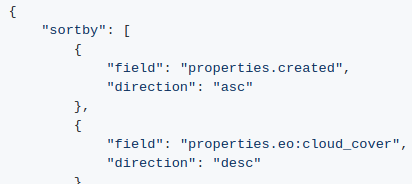 {
    "sortby": [
        {
            "field": "properties.created",
            "direction": "asc"
        },
        {
            "field": "properties.eo:cloud_cover",
            "direction": "desc"
        }